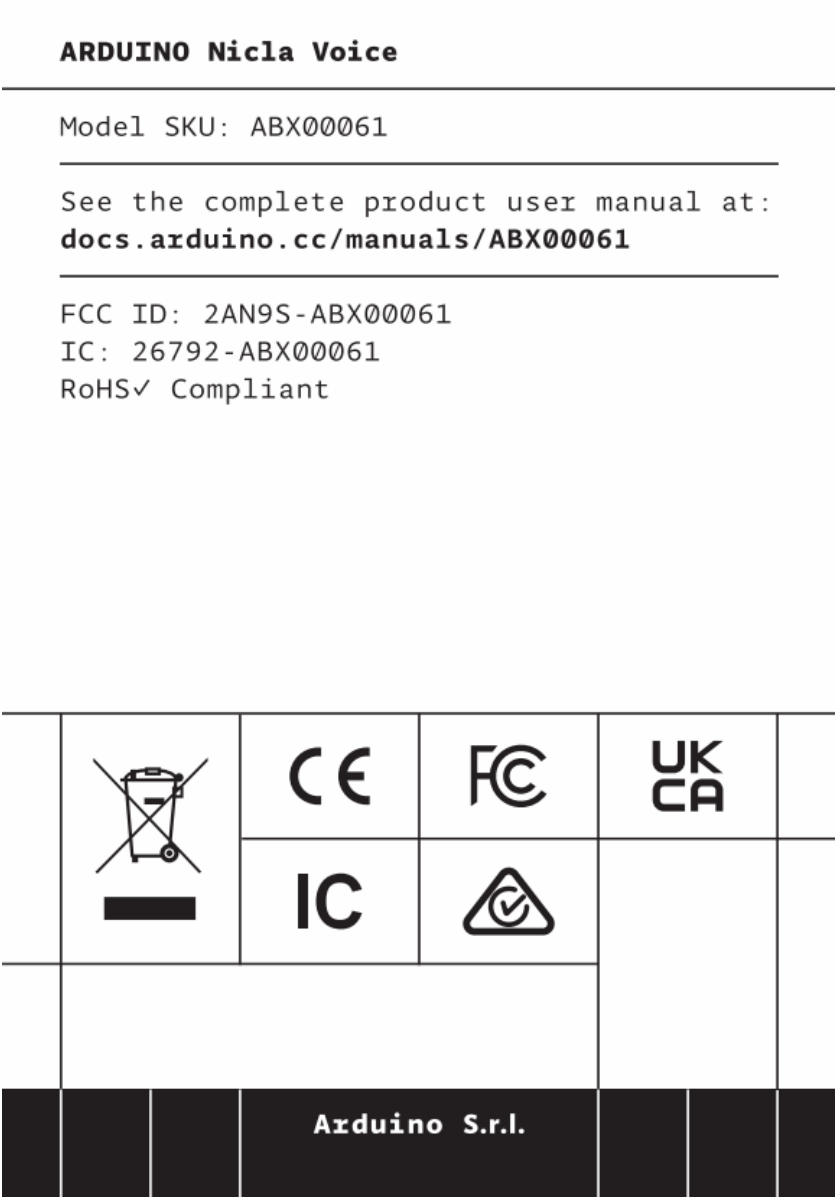 ARDUINO Nicla Voice
Model SKU: ABX00061
See the complete product user manual at:
docs.arduino.cc/manuals/ABX00061
FCC ID: 2AN9S-ABX00061
IC: 26792-ABX00061
RoHS✓ Compliant
CE FC UK
CA
IC
Arduino S.r.l.